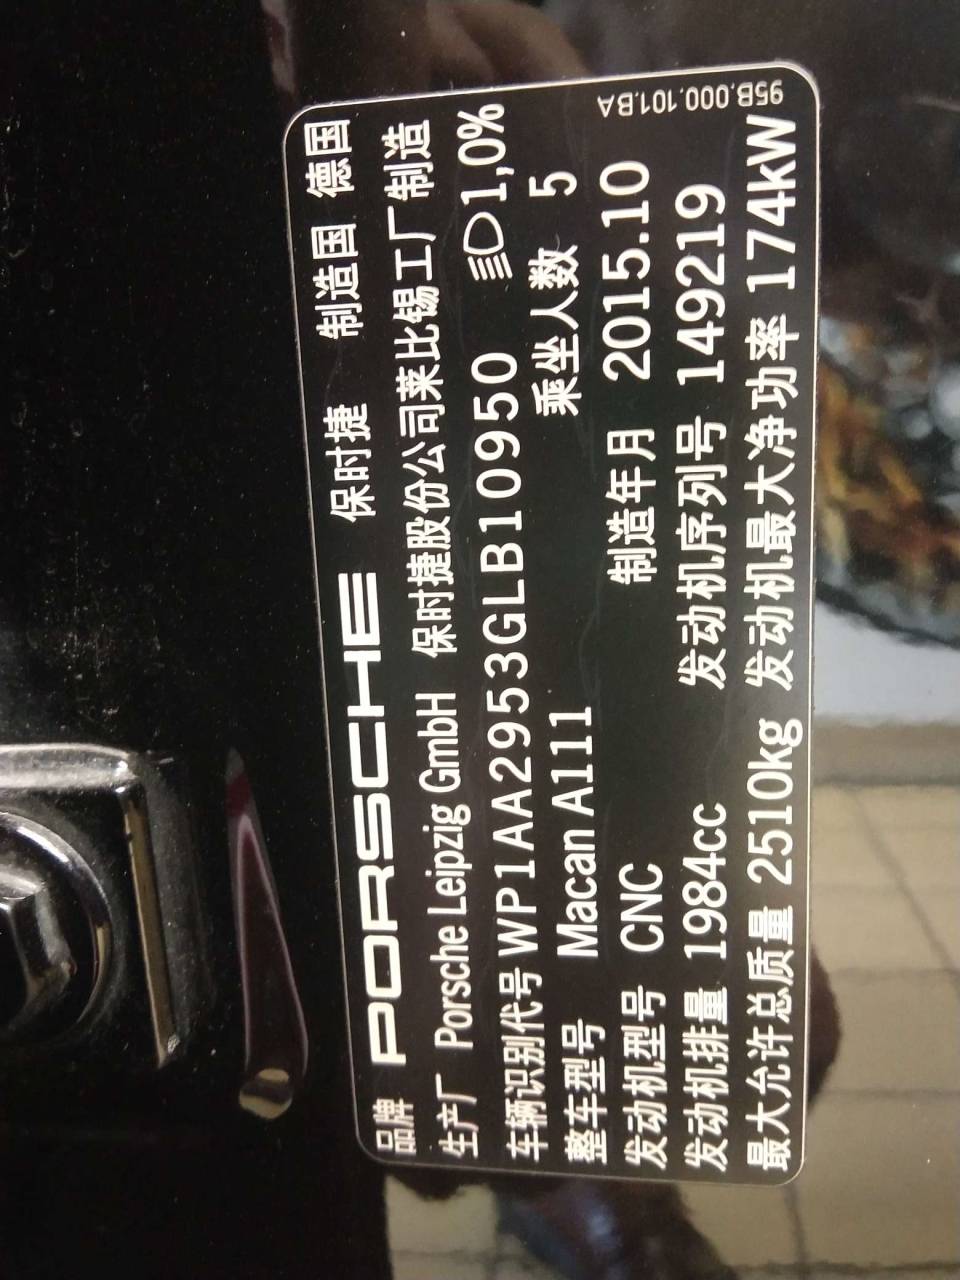 品牌 PORSCHE 保时捷 制造国 德国
生产厂 Porsche Leipzig GmbH 保时捷股份公司莱比锡工厂制造
车辆识别代号 WP1AA2953GLB10950 1,0%
整车型号 Macan A111 乘坐人数 5
发动机型号 CNC 制造年月 2015.10
发动机排量 1984cc 发动机序列号 149219
最大允许总质量 2510kg 发动机最大净功率 174kW
95B.000.101.BA